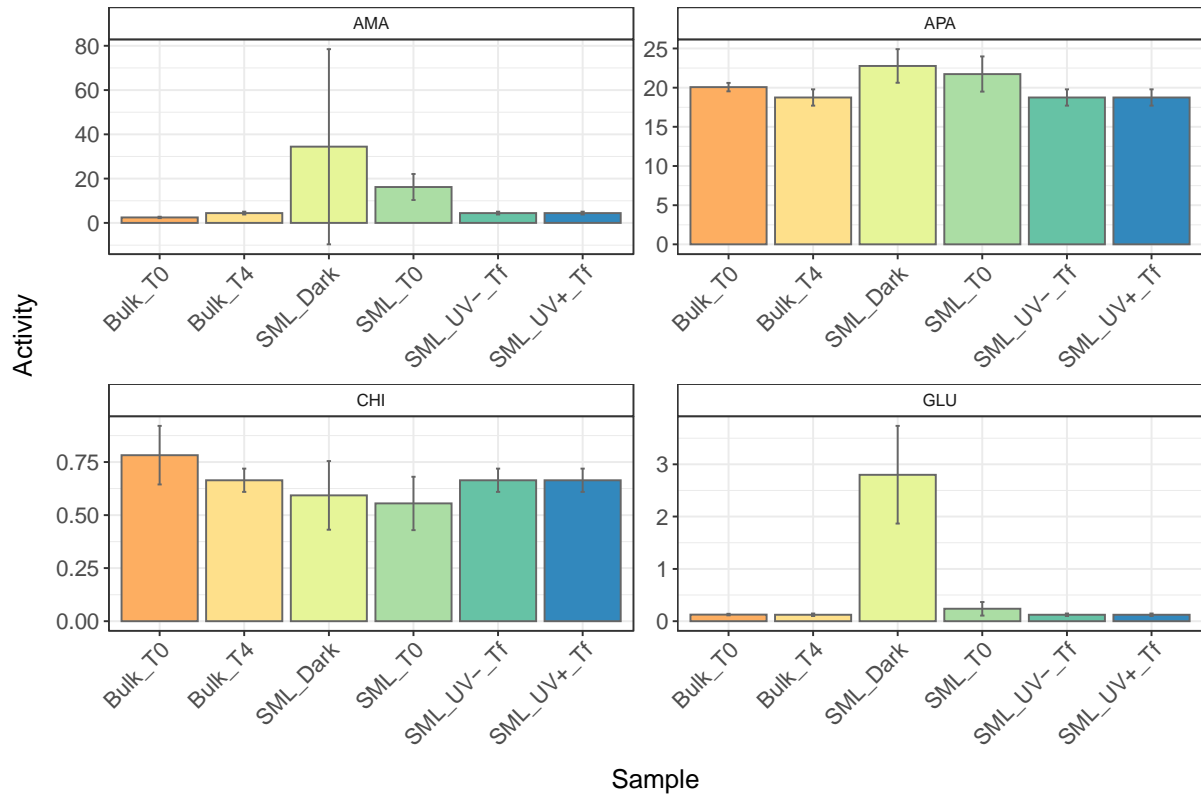 AMA
APA
80
60
40
20
0
25
20
15
10
5
0
Bulk_T0
Bulk_T4
SML_Dark
SML_T0
SML_UV−_Tf
SML_UV+_Tf
Bulk_T0
Bulk_T4
SML_Dark
SML_T0
SML_UV−_Tf
SML_UV+_Tf
Activity
CHI
GLU
0.75
0.50
0.25
0.00
3
2
1
0
Bulk_T0
Bulk_T4
SML_Dark
SML_T0
SML_UV−_Tf
SML_UV+_Tf
Bulk_T0
Bulk_T4
SML_Dark
SML_T0
SML_UV−_Tf
SML_UV+_Tf
Sample